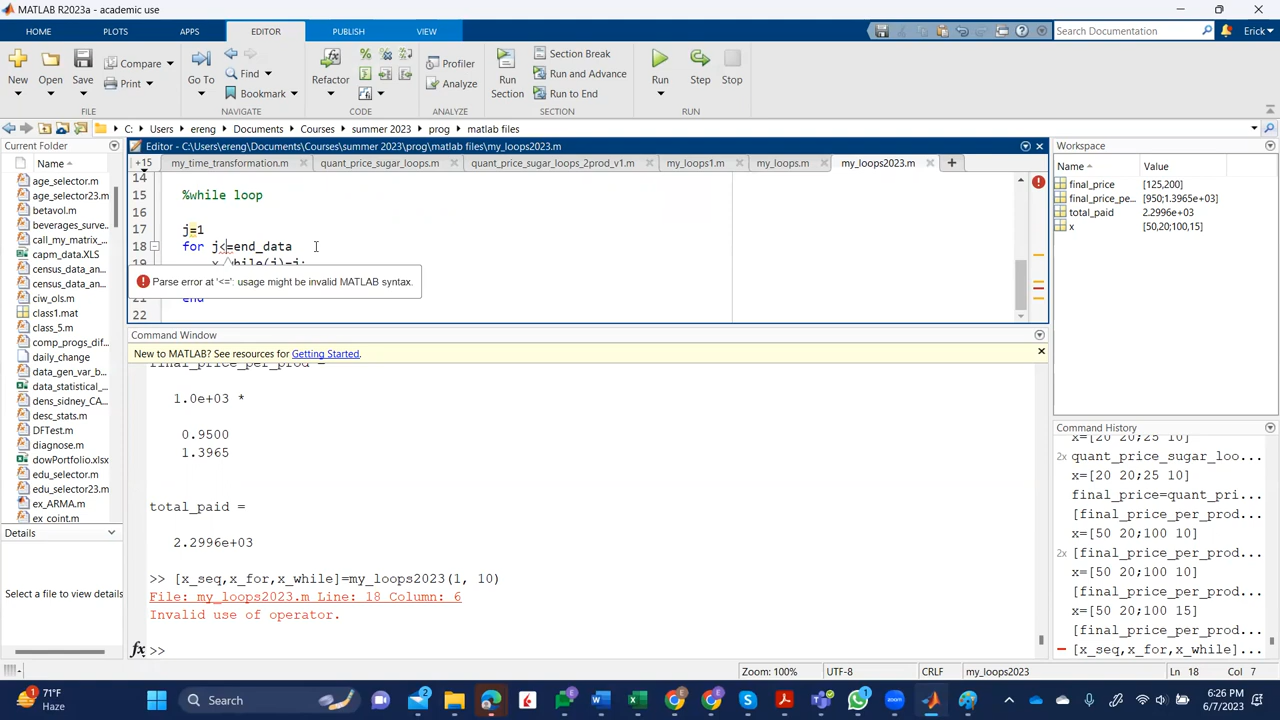 MATLAB R2023a - academic use
HOME PLOTS APPS EDITOR PUBLISH VIEW
Search Documentation
Erick
New Open Save Compare Print
Go To Find Bookmark
Refactor
Profiler
Analyze
Run Section
Section Break
Run and Advance
Run to End
Run Step Stop
FILE NAVIGATE CODE ANALYZE SECTION RUN
C: Users ereng Documents Courses summer 2023 prog matlab files
Current Folder
Name
age_selector.m
age_selector23.m
betavol.m
beverages_surve...
call_my_matrix_...
capm_data.XLS
census_data_an...
census_data_an...
ciw_ols.m
class1.mat
class_5.m
comp_progs_dif...
daily_change
data_gen_var_b...
data_statistical_...
dens_sidney_CA...
desc_stats.m
DFTest.m
diagnose.m
dowPortfolio.xlsx
edu_selector.m
edu_selector23.m
ex_ARMA.m
ex_coint.m
Details
Select a file to view details
Editor - C:\Users\ereng\Documents\Courses\summer 2023\prog\matlab files\my_loops2023.m
+15 my_time_transformation.m quant_price_sugar_loops.m quant_price_sugar_loops_2prod_v1.m my_loops1.m my_loops.m my_loops2023.m
14
15 %while loop
16
17 j=1
18 for j<=end_data
19 x_while(j)=j;
Parse error at '<=': usage might be invalid MATLAB syntax.
21 end
22
Command Window
New to MATLAB? See resources for Getting Started.
final_price_per_prod =
1.0e+03 *
0.9500
1.3965
total_paid =
2.2996e+03
>> [x_seq,x_for,x_while]=my_loops2023(1, 10)
File: my_loops2023.m Line: 18 Column: 6
Invalid use of operator.
fx >>
Workspace
Name Value
final_price [125,200]
final_price_pe... [950;1.3965e+03]
total_paid 2.2996e+03
x [50,20;100,15]
Command History
x=[20 20;25 10]
2x quant_price_sugar_loo...
x=[20 20;25 10]
final_price=quant_pri...
[final_price_per_prod...
x=[50 20;100 10]
2x [final_price_per_prod...
x=[50 20;100 10]
[final_price_per_prod...
x=[50 20;100 15]
[final_price_per_prod...
[x_seq,x_for,x_while]...
Zoom: 100% UTF-8 CRLF my_loops2023 Ln 18 Col 7
71°F
Haze
Search
6:26 PM
6/7/2023